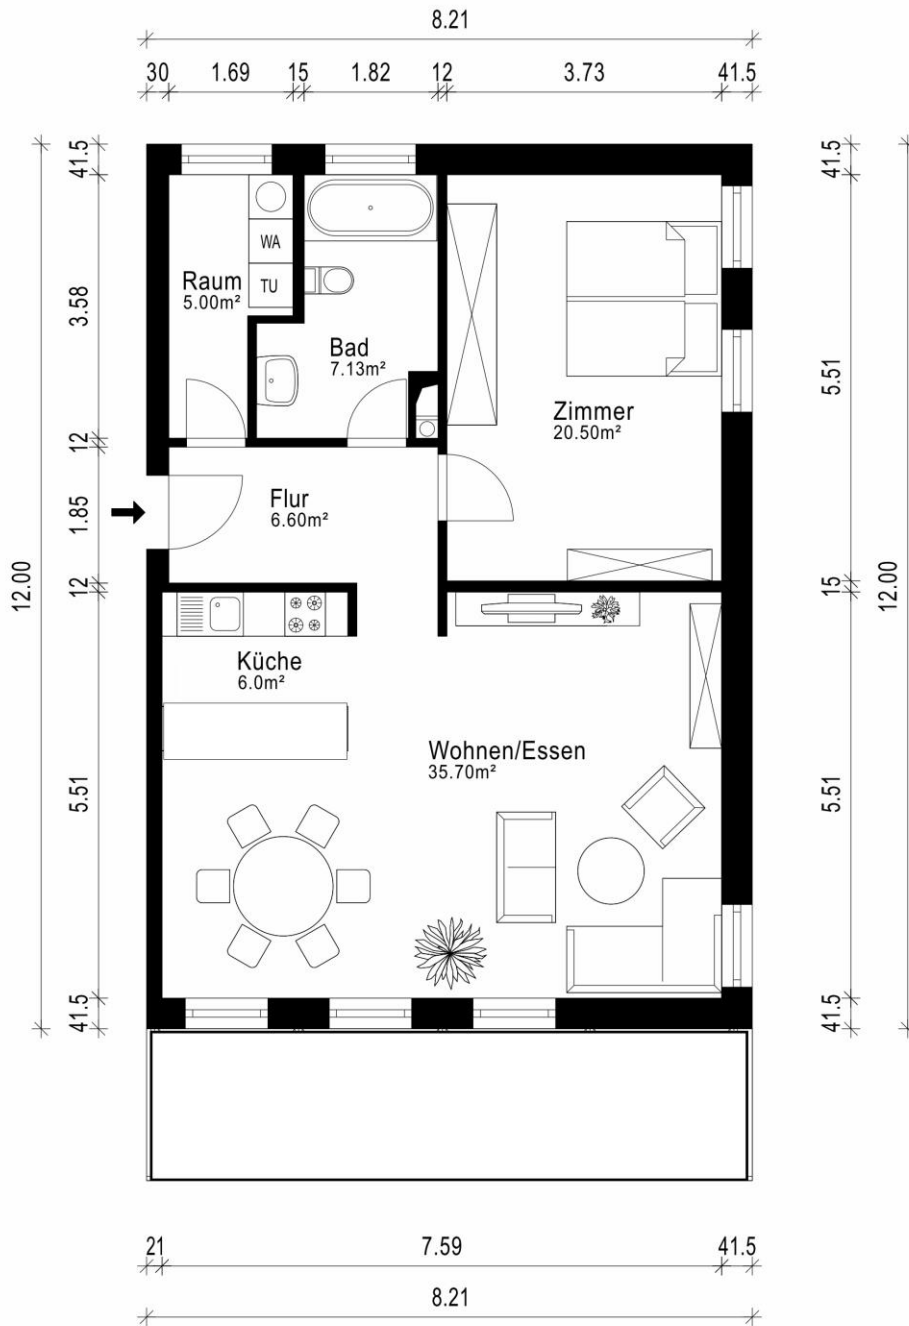 8.21
30 1.69 15 1.82 12 3.73 41.5
41.5
41.5
WA
Raum
5.00m²
TU
3.58
Bad
7.13m²
5.51
Zimmer
20.50m²
12
Flur
6.60m²
1.85
12.00
12
15
12.00
Küche
6.0m²
Wohnen/Essen
35.70m²
5.51
5.51
41.5
41.5
21 7.59 41.5
8.21